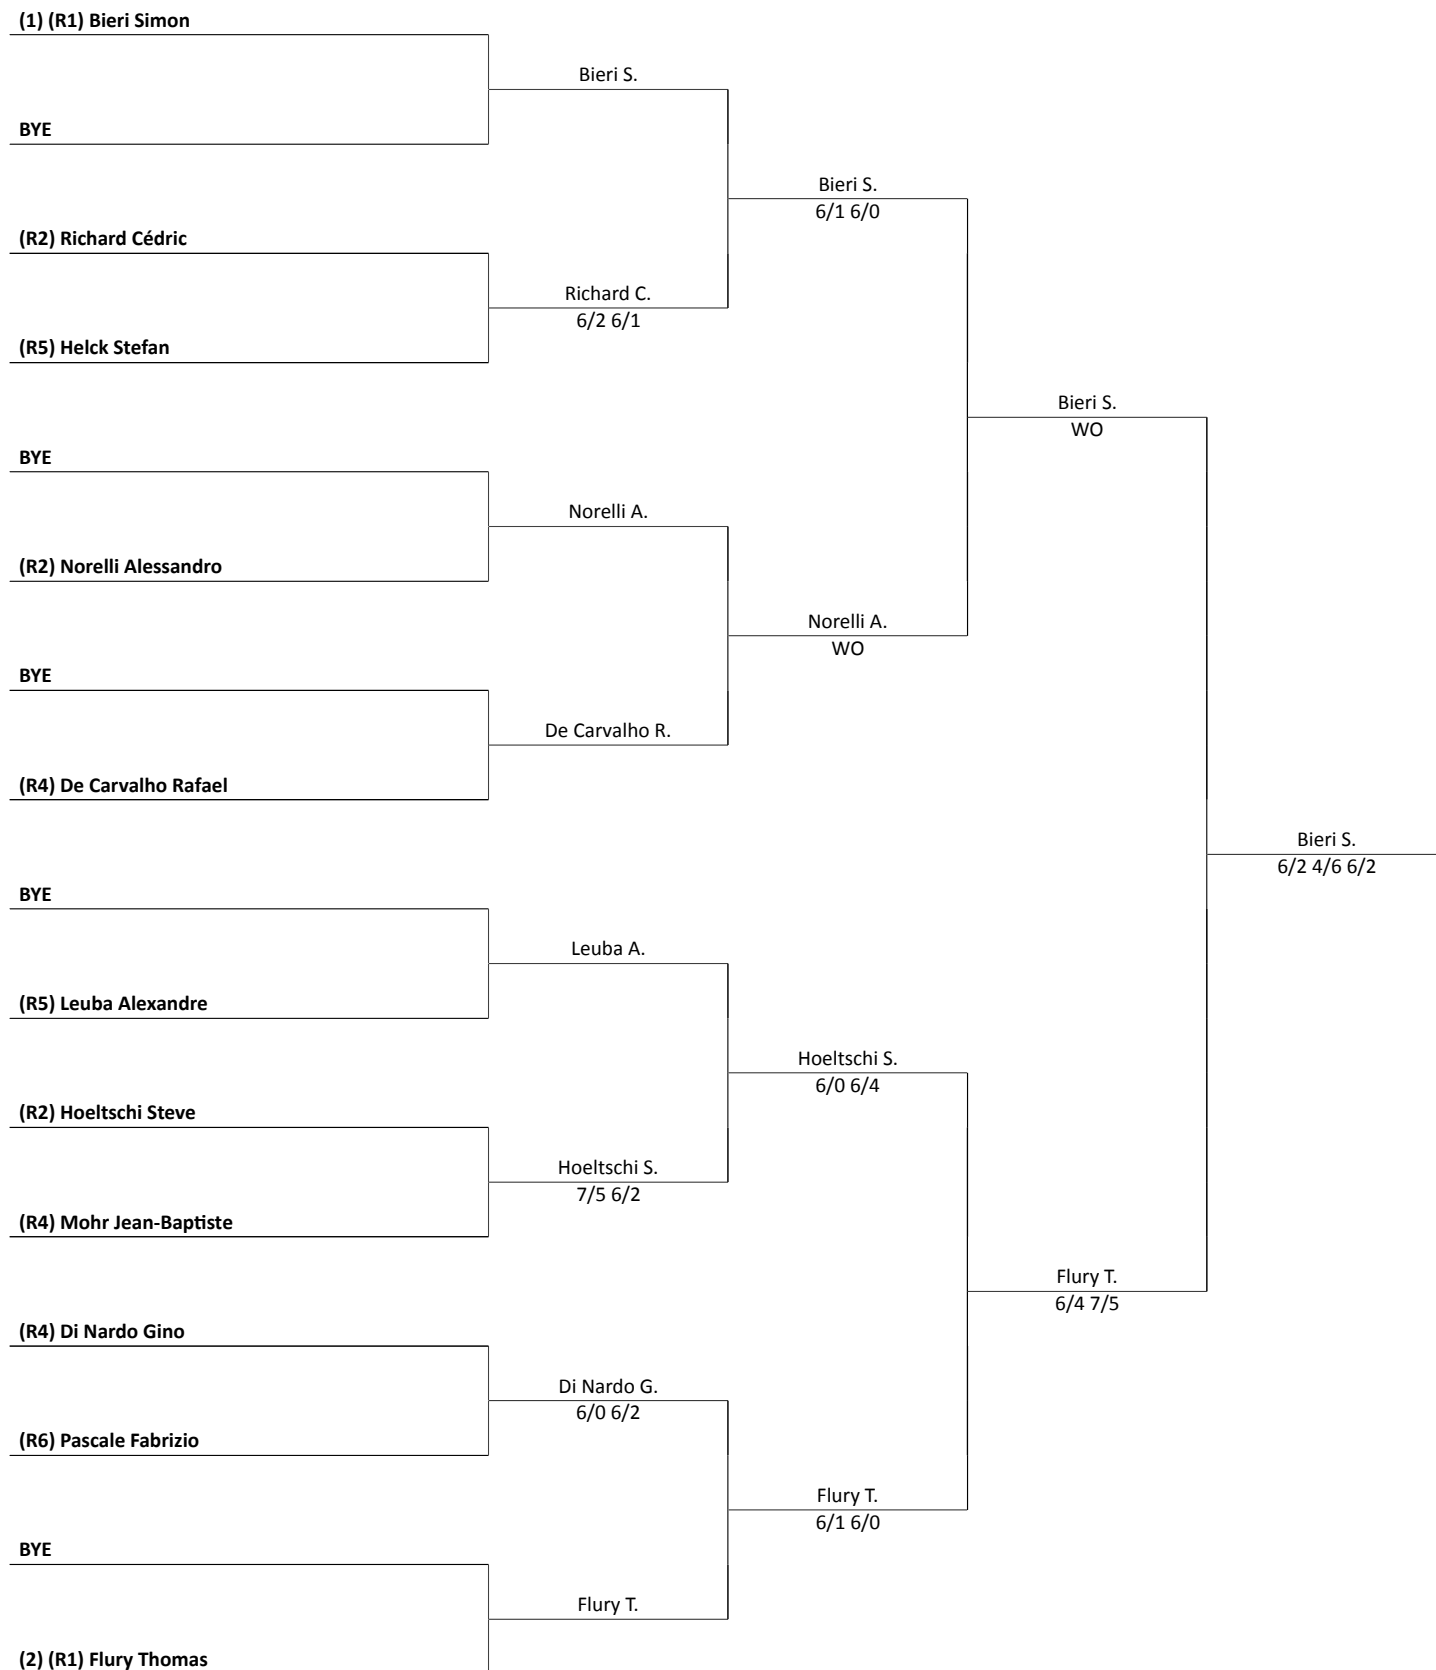 (1) (R1) Bieri Simon
Bieri S.
BYE
Bieri S.
6/1 6/0
(R2) Richard Cédric
Richard C.
6/2 6/1
(R5) Helck Stefan
Bieri S.
WO
BYE
Norelli A.
(R2) Norelli Alessandro
Norelli A.
WO
BYE
De Carvalho R.
(R4) De Carvalho Rafael
Bieri S.
6/2 4/6 6/2
BYE
Leuba A.
(R5) Leuba Alexandre
Hoeltschi S.
6/0 6/4
(R2) Hoeltschi Steve
Hoeltschi S.
7/5 6/2
(R4) Mohr Jean-Baptiste
Flury T.
6/4 7/5
(R4) Di Nardo Gino
Di Nardo G.
6/0 6/2
(R6) Pascale Fabrizio
Flury T.
6/1 6/0
BYE
Flury T.
(2) (R1) Flury Thomas